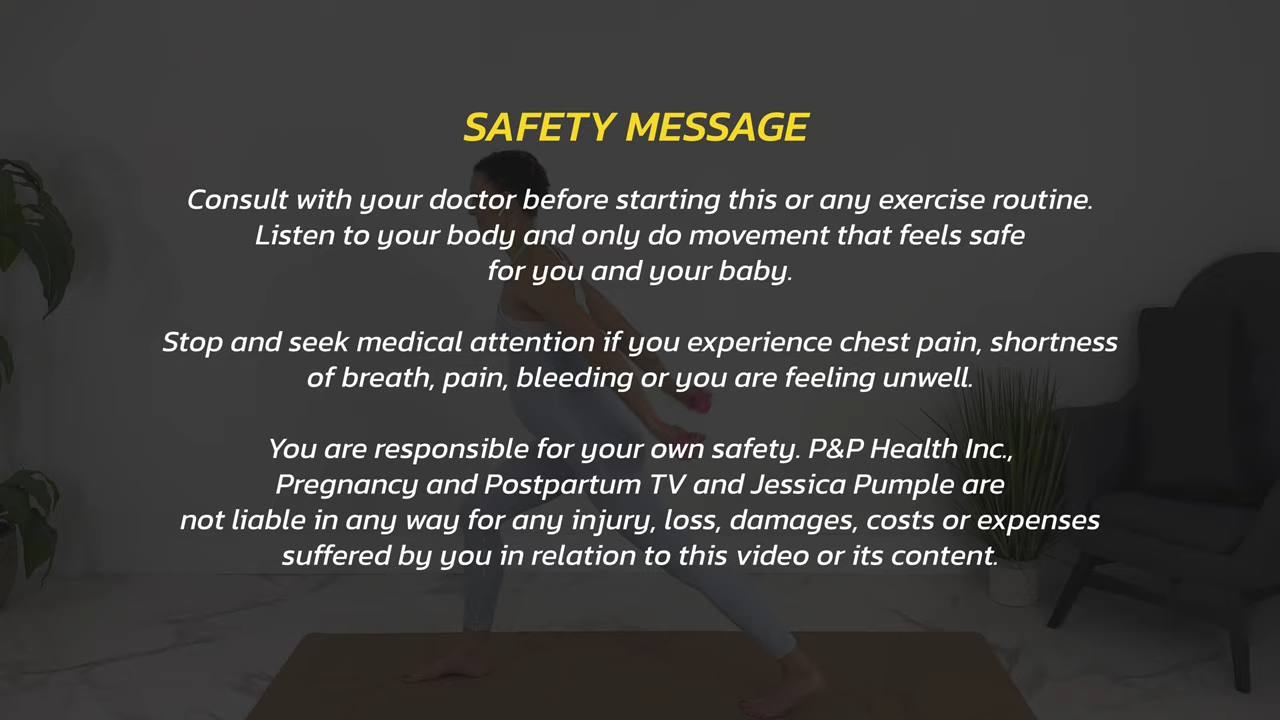 SAFETY MESSAGE
Consult with your doctor before starting this or any exercise routine.
Listen to your body and only do movement that feels safe
for you and your baby.
Stop and seek medical attention if you experience chest pain, shortness
of breath, pain, bleeding or you are feeling unwell.
You are responsible for your own safety. P&P Health Inc.,
Pregnancy and Postpartum TV and Jessica Pumple are
not liable in any way for any injury, loss, damages, costs or expenses
suffered by you in relation to this video or its content.